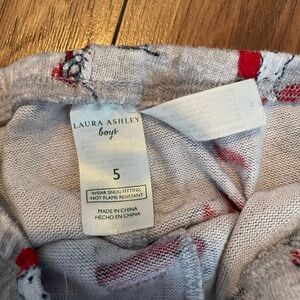 LAURA ASHLEY
boys
5
WEAR SNUG FITTING
NOT FLAME RESISTANT
MADE IN CHINA
HECHO EN CHINA